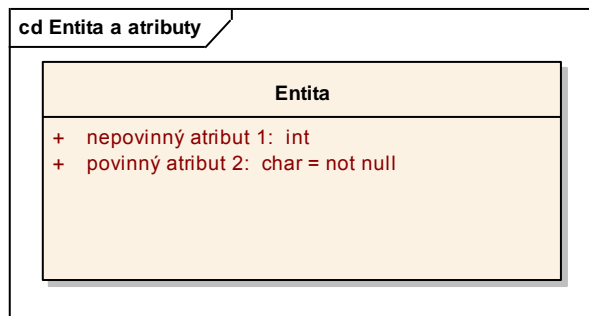 cd Entita a atributy
Entita
+ nepovinný atribut 1: int
+ povinný atribut 2: char = not null